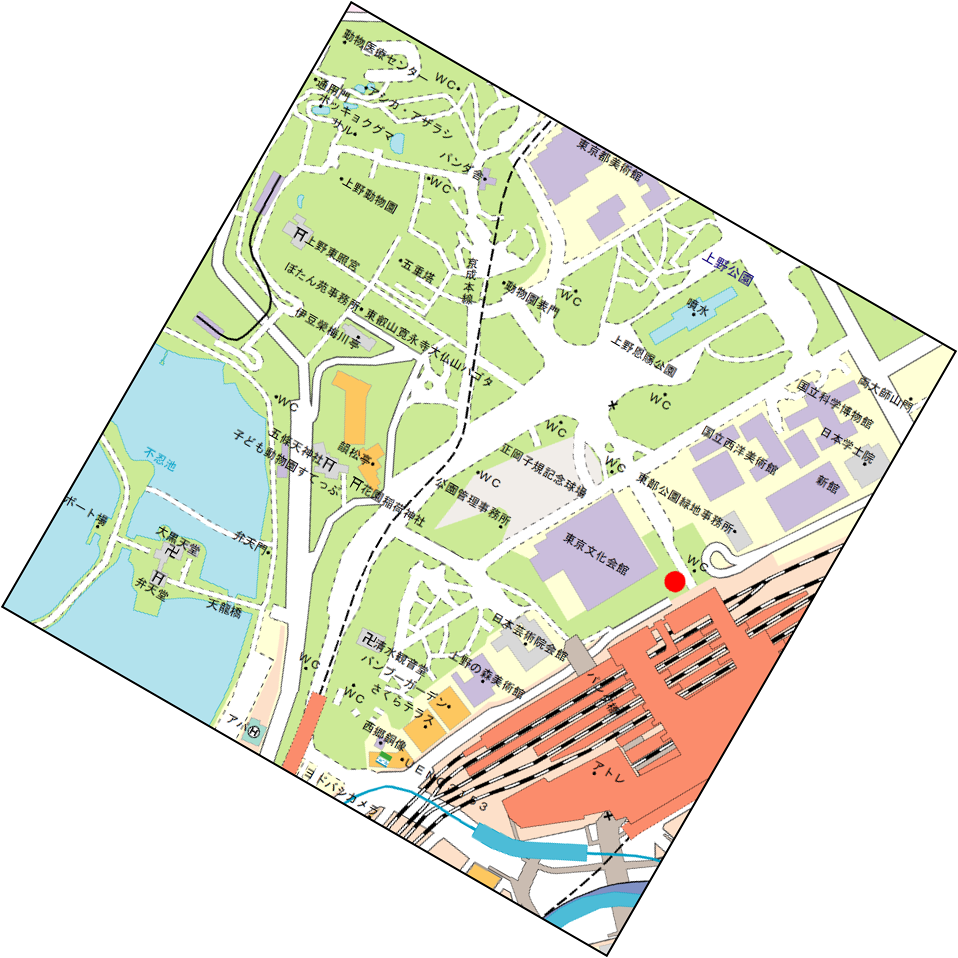 動物医療センター
WC
通用門
アシカ・アザラシ
ホッキョクグマ
サル
パンダ舎
WC
東京都美術館
上野動物園
上野東照宮
五重塔
京成本線
上野公園
動物園表門
WC
噴水
ぼたん苑事務所
東叡山寛永寺大仏山パゴダ
伊豆榮梅川亭
上野恩賜公園
WC
両大師山門
国立科学博物館
日本学士院
国立西洋美術館
新館
WC
WC
WC
WC
正岡子規記念球場
五條天神社
子ども動物園すてっぷ
韻松亭
花園稲荷神社
公園管理事務所
東部公園緑地事務所
不忍池
ボート場
大黒天堂
弁天門
弁天堂
天龍橋
東京文化会館
WC
日本芸術院会館
清水観音堂
上野の森美術館
バンブーガーデン
さくらテラス
WC
WC
西郷銅像
UENO3153
アパ
ヨドバシカメラ
パンダ橋
アトレ